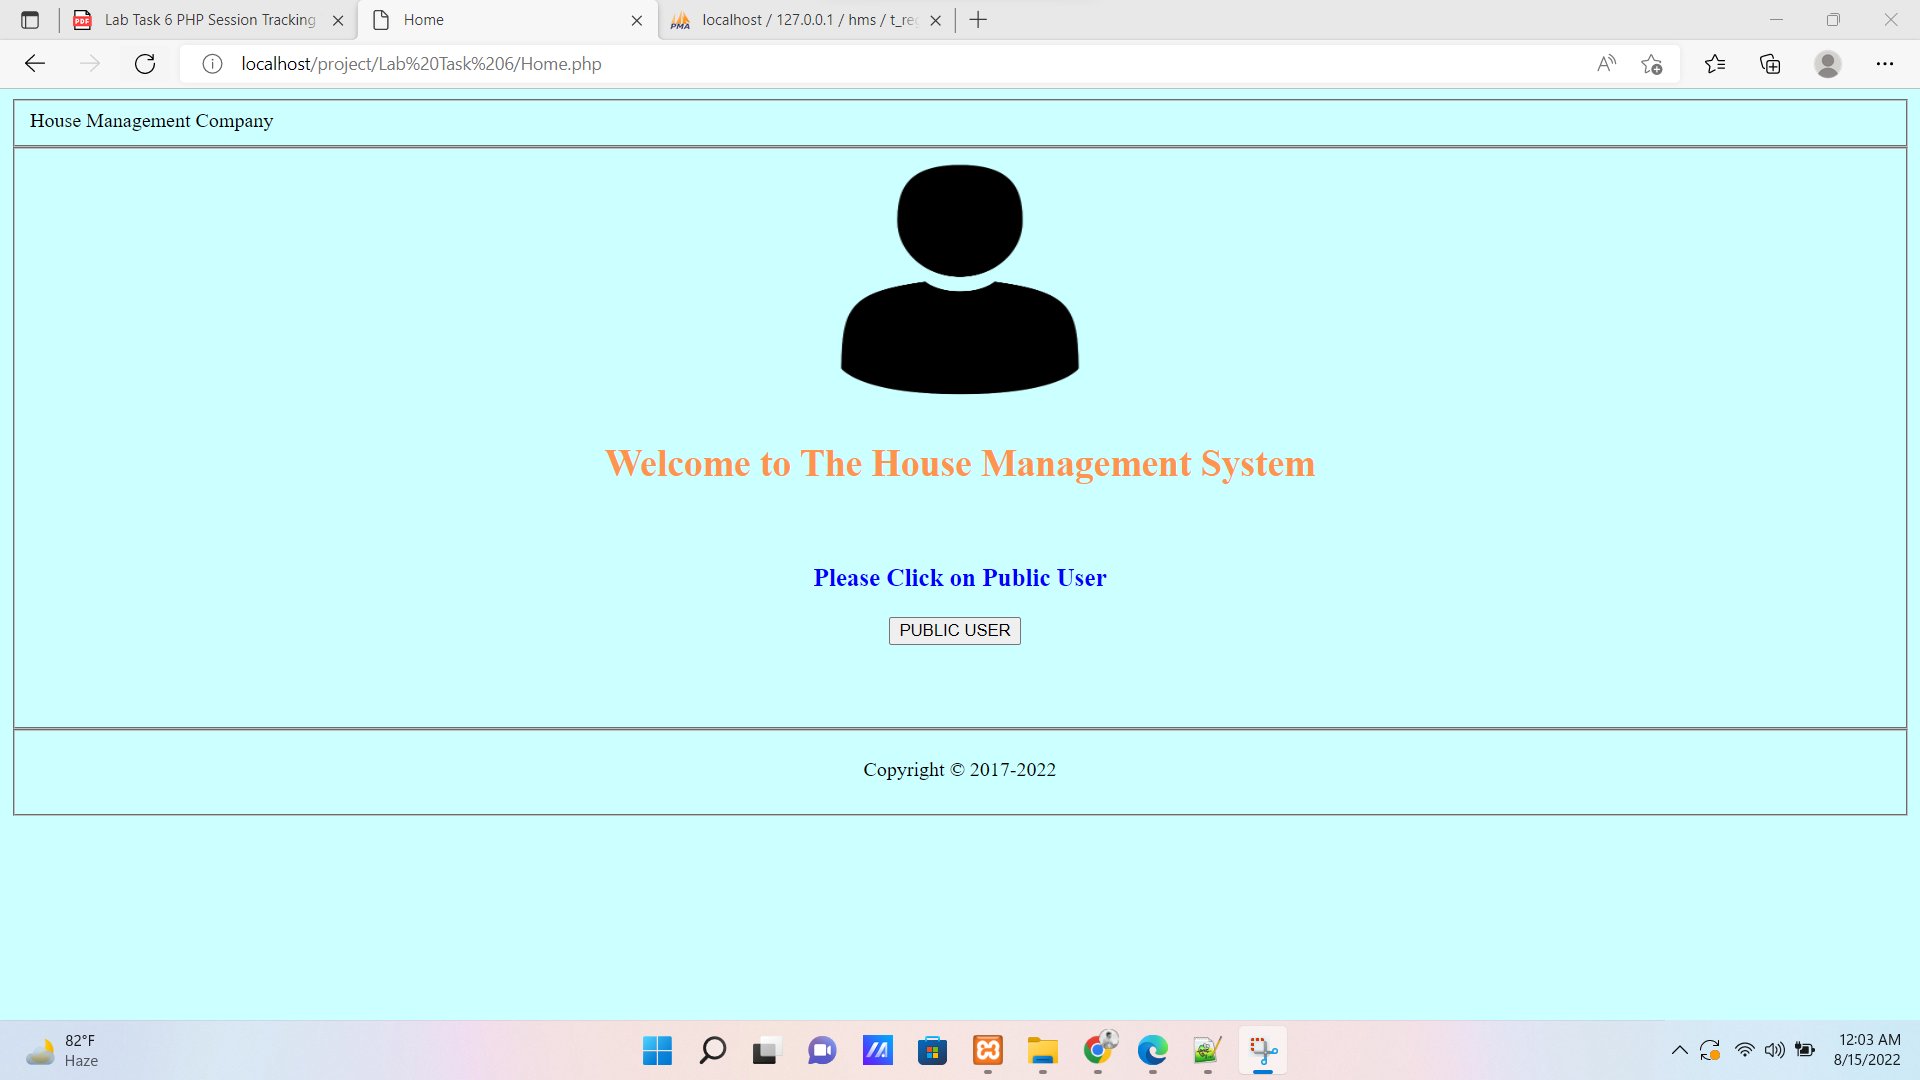 Lab Task 6 PHP Session Tracking
Home
localhost / 127.0.0.1 / hms / t_reg
localhost/project/Lab%20Task%206/Home.php
House Management Company
Welcome to The House Management System
Please Click on Public User
PUBLIC USER
Copyright © 2017-2022
82°F
Haze
12:03 AM
8/15/2022